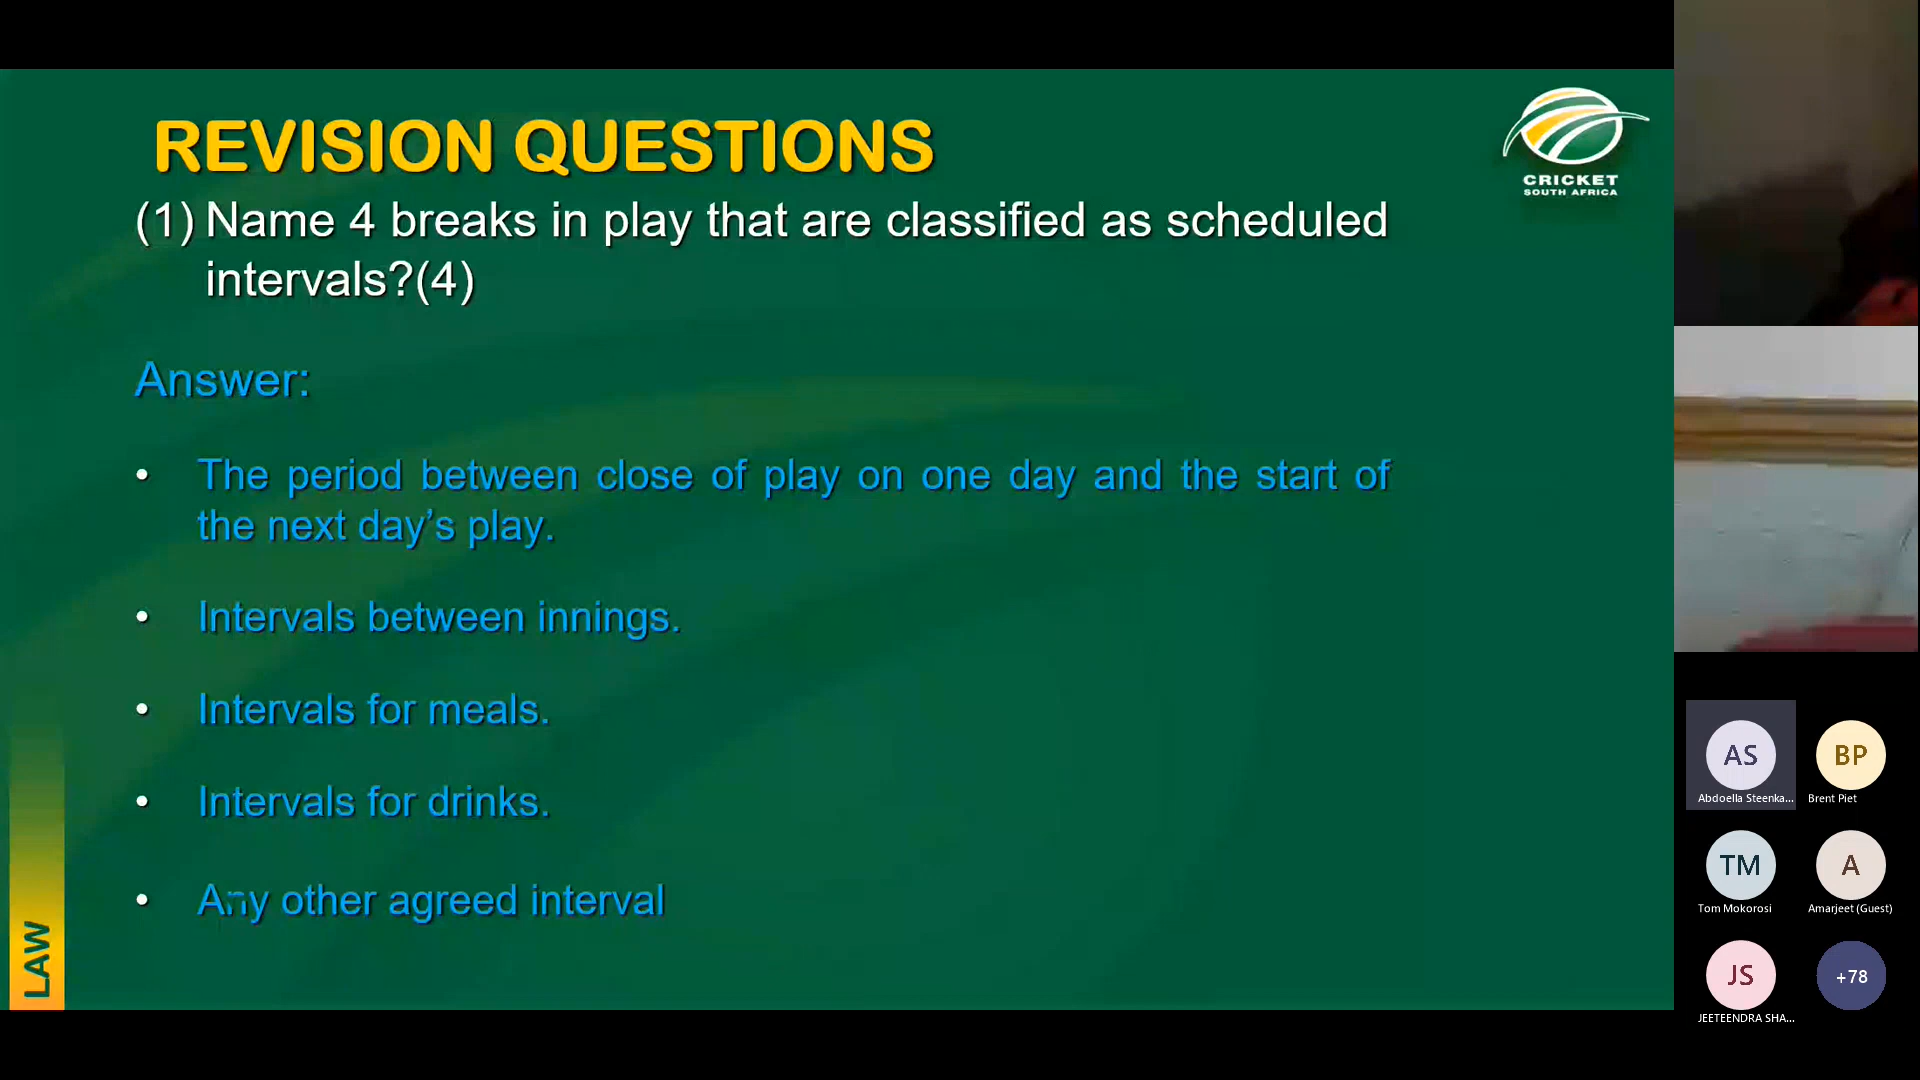 REVISION QUESTIONS
(1) Name 4 breaks in play that are classified as scheduled
intervals?(4)
CRICKET
SOUTH AFRICA
Answer:
• The period between close of play on one day and the start of
the next day's play.
• Intervals between innings.
• Intervals for meals.
• Intervals for drinks.
• Any other agreed interval
LAW
AS
Abdoella Steenka...
BP
Brent Piet
TM
Tom Mokorosi
A
Amarjeet (Guest)
JS
JEETEENDRA SHA...
+78